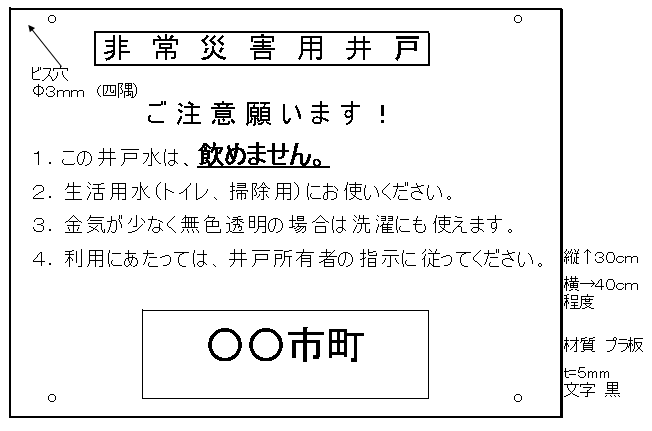 非常災害用井戸
ビス穴
Φ3mm (四隅)
ご注意願います!
1. この井戸水は、飲めません。
2. 生活用水(トイレ、掃除用)にお使いください。
3. 金気が少なく無色透明の場合は洗濯にも使えます。
4. 利用にあたっては、井戸所有者の指示に従ってください。
縦↑30cm
横→40cm
程度
〇〇市町
材質 プラ板
t=5mm
文字 黒